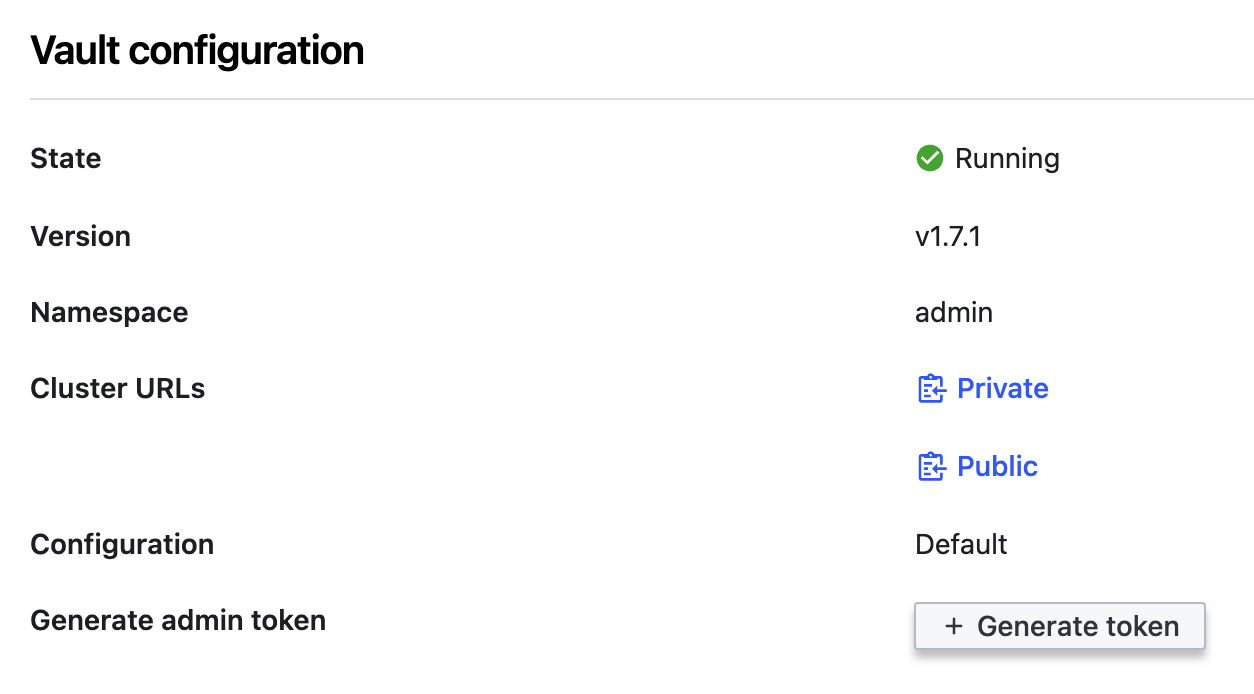 Vault configuration
State Running
Version v1.7.1
Namespace admin
Cluster URLs Private
Public
Configuration Default
Generate admin token + Generate token